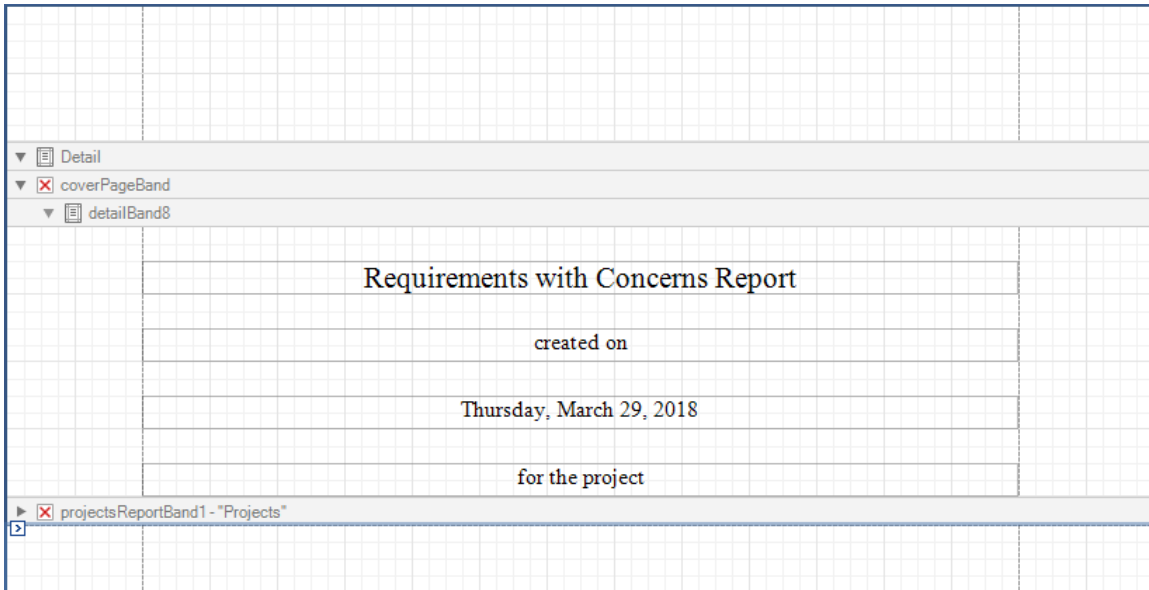 Detail
coverPageBand
detailBand8
Requirements with Concerns Report
created on
Thursday, March 29, 2018
for the project
projectsReportBand1 - "Projects"